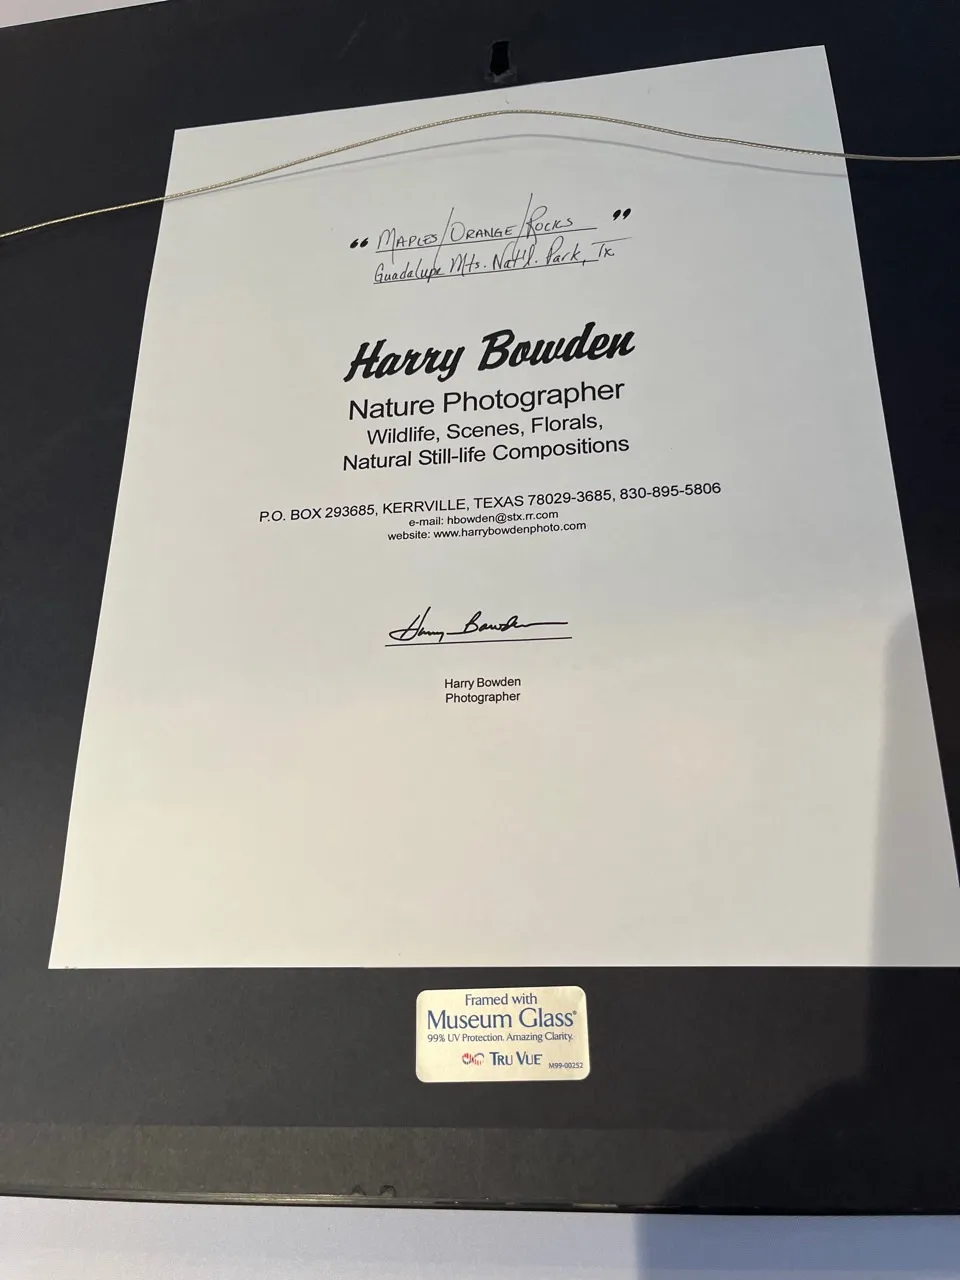 “ Maples/Orange/Rocks ”
Guadalupe Mts. Nat'l. Park, Tx.
Harry Bowden
Nature Photographer
Wildlife, Scenes, Florals,
Natural Still-life Compositions
P.O. BOX 293685, KERRVILLE, TEXAS 78029-3685, 830-895-5806
e-mail: hbowden@stx.rr.com
website: www.harrybowdenphoto.com
Harry Bowden
Harry Bowden
Photographer
Framed with
Museum Glass®
99% UV Protection. Amazing Clarity.
TRU VUE
M99-00252